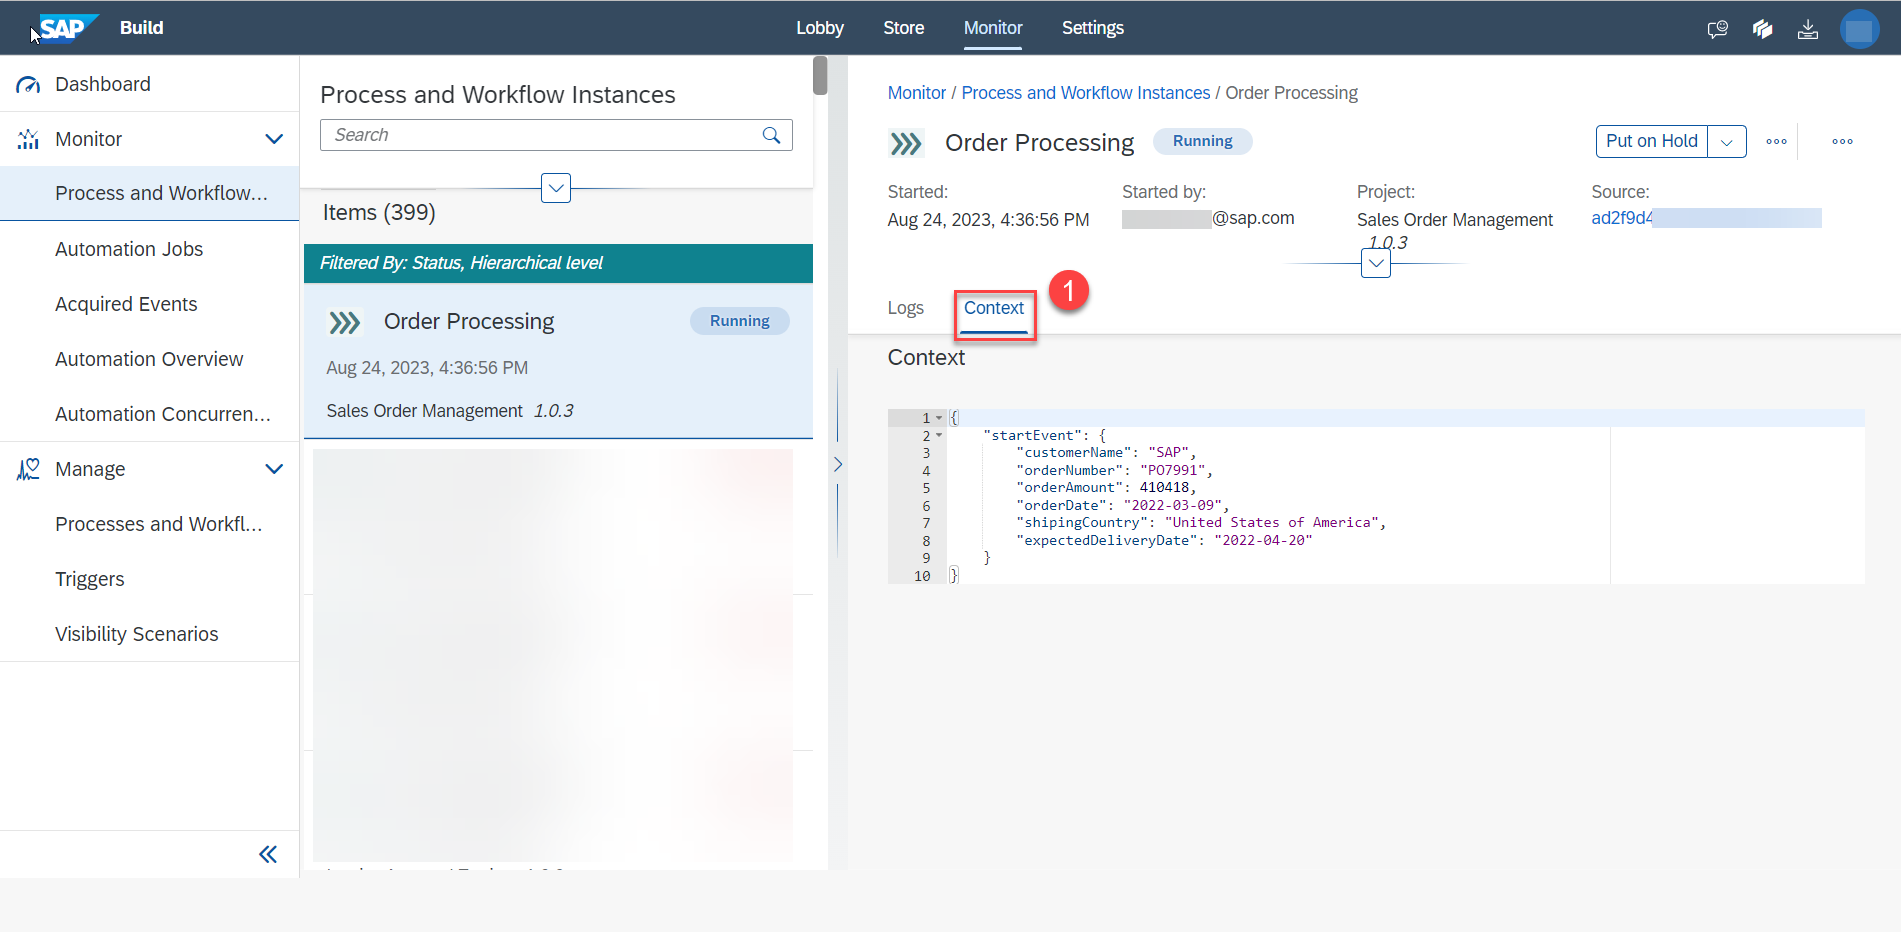 SAP Build
Lobby Store Monitor Settings
Dashboard
Monitor
Process and Workflow...
Automation Jobs
Acquired Events
Automation Overview
Automation Concurren...
Manage
Processes and Workfl...
Triggers
Visibility Scenarios
Process and Workflow Instances
Search
Items (399)
Filtered By: Status, Hierarchical level
Order Processing Running
Aug 24, 2023, 4:36:56 PM
Sales Order Management 1.0.3
Monitor / Process and Workflow Instances / Order Processing
Order Processing Running
Put on Hold
Started: Started by: Project: Source:
Aug 24, 2023, 4:36:56 PM @sap.com Sales Order Management ad2f9d4
1.0.3
Logs Context 1
Context
1 {
2 "startEvent": {
3 "customerName": "SAP",
4 "orderNumber": "PO7991",
5 "orderAmount": 410418,
6 "orderDate": "2022-03-09",
7 "shipingCountry": "United States of America",
8 "expectedDeliveryDate": "2022-04-20"
9 }
10 }